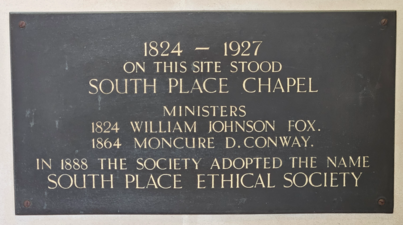 1824 – 1927
ON THIS SITE STOOD
SOUTH PLACE CHAPEL
MINISTERS
1824 WILLIAM JOHNSON FOX.
1864 MONCURE D. CONWAY.
IN 1888 THE SOCIETY ADOPTED THE NAME
SOUTH PLACE ETHICAL SOCIETY